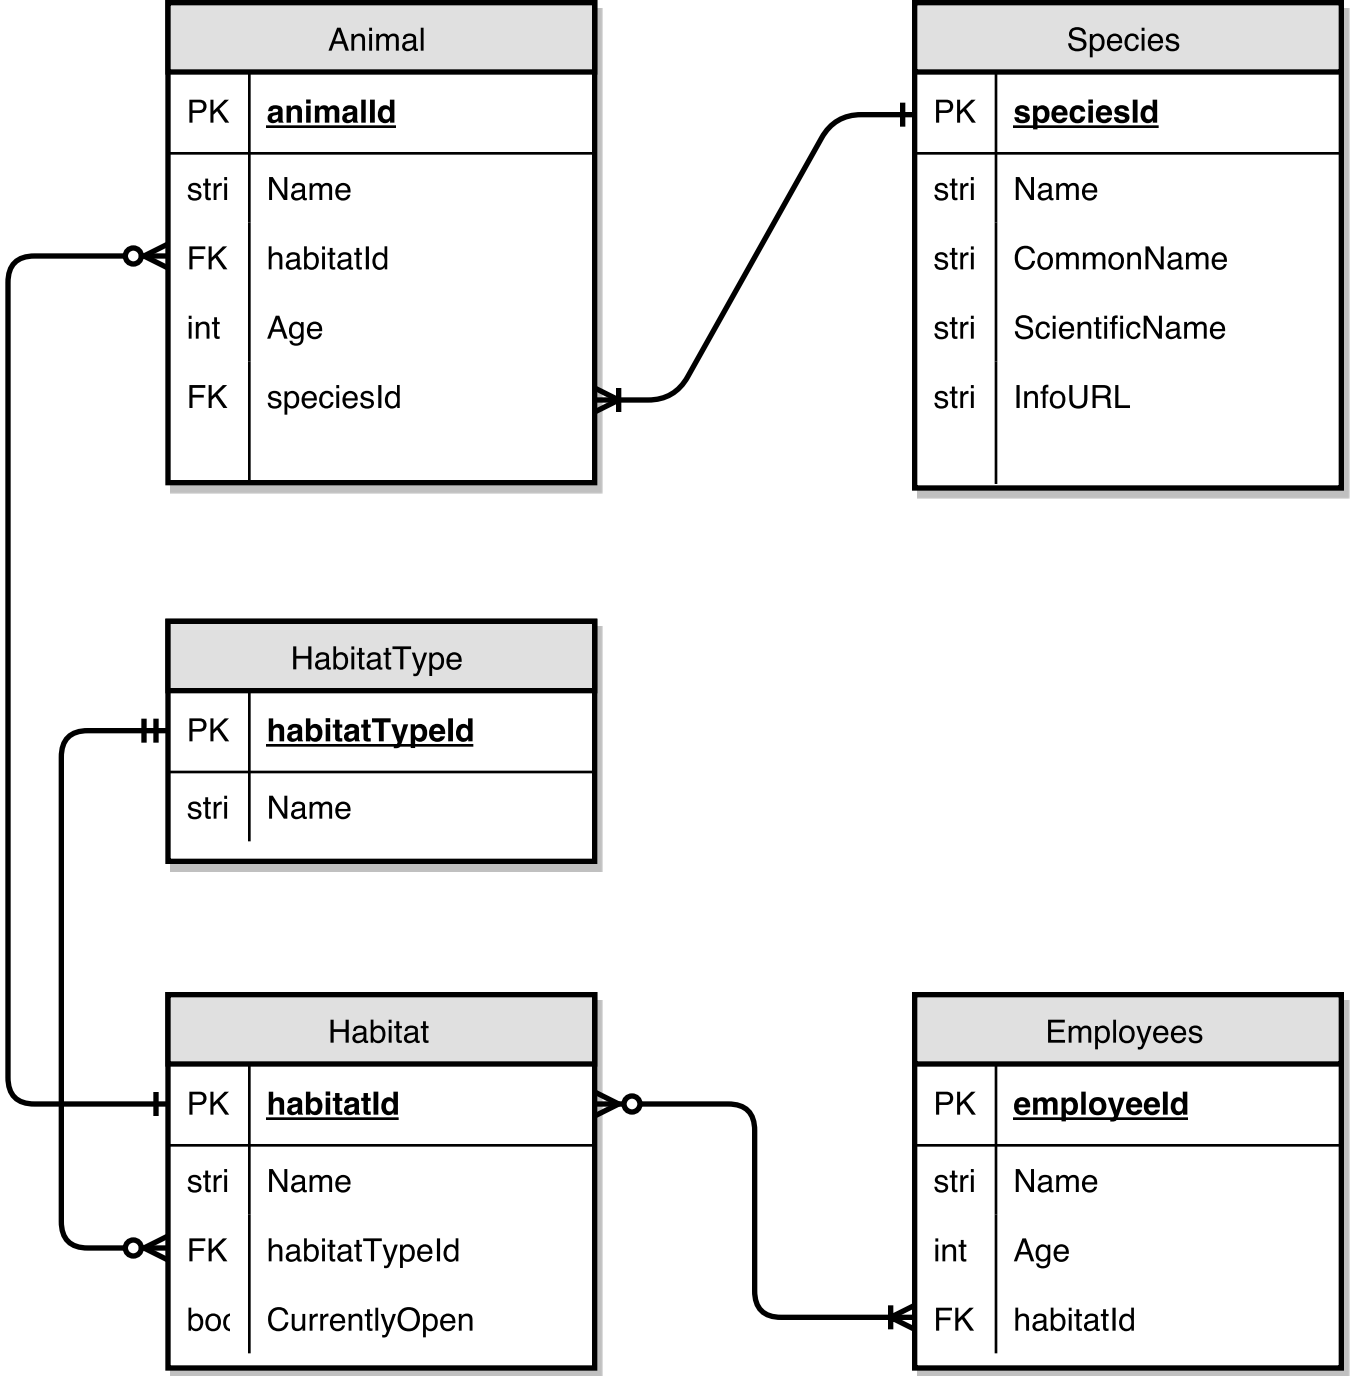 Animal
PK animalId
stri Name
FK habitatId
int Age
FK speciesId
Species
PK speciesId
stri Name
stri CommonName
stri ScientificName
stri InfoURL
HabitatType
PK habitatTypeId
stri Name
Habitat
PK habitatId
stri Name
FK habitatTypeId
boc CurrentlyOpen
Employees
PK employeeId
stri Name
int Age
FK habitatId